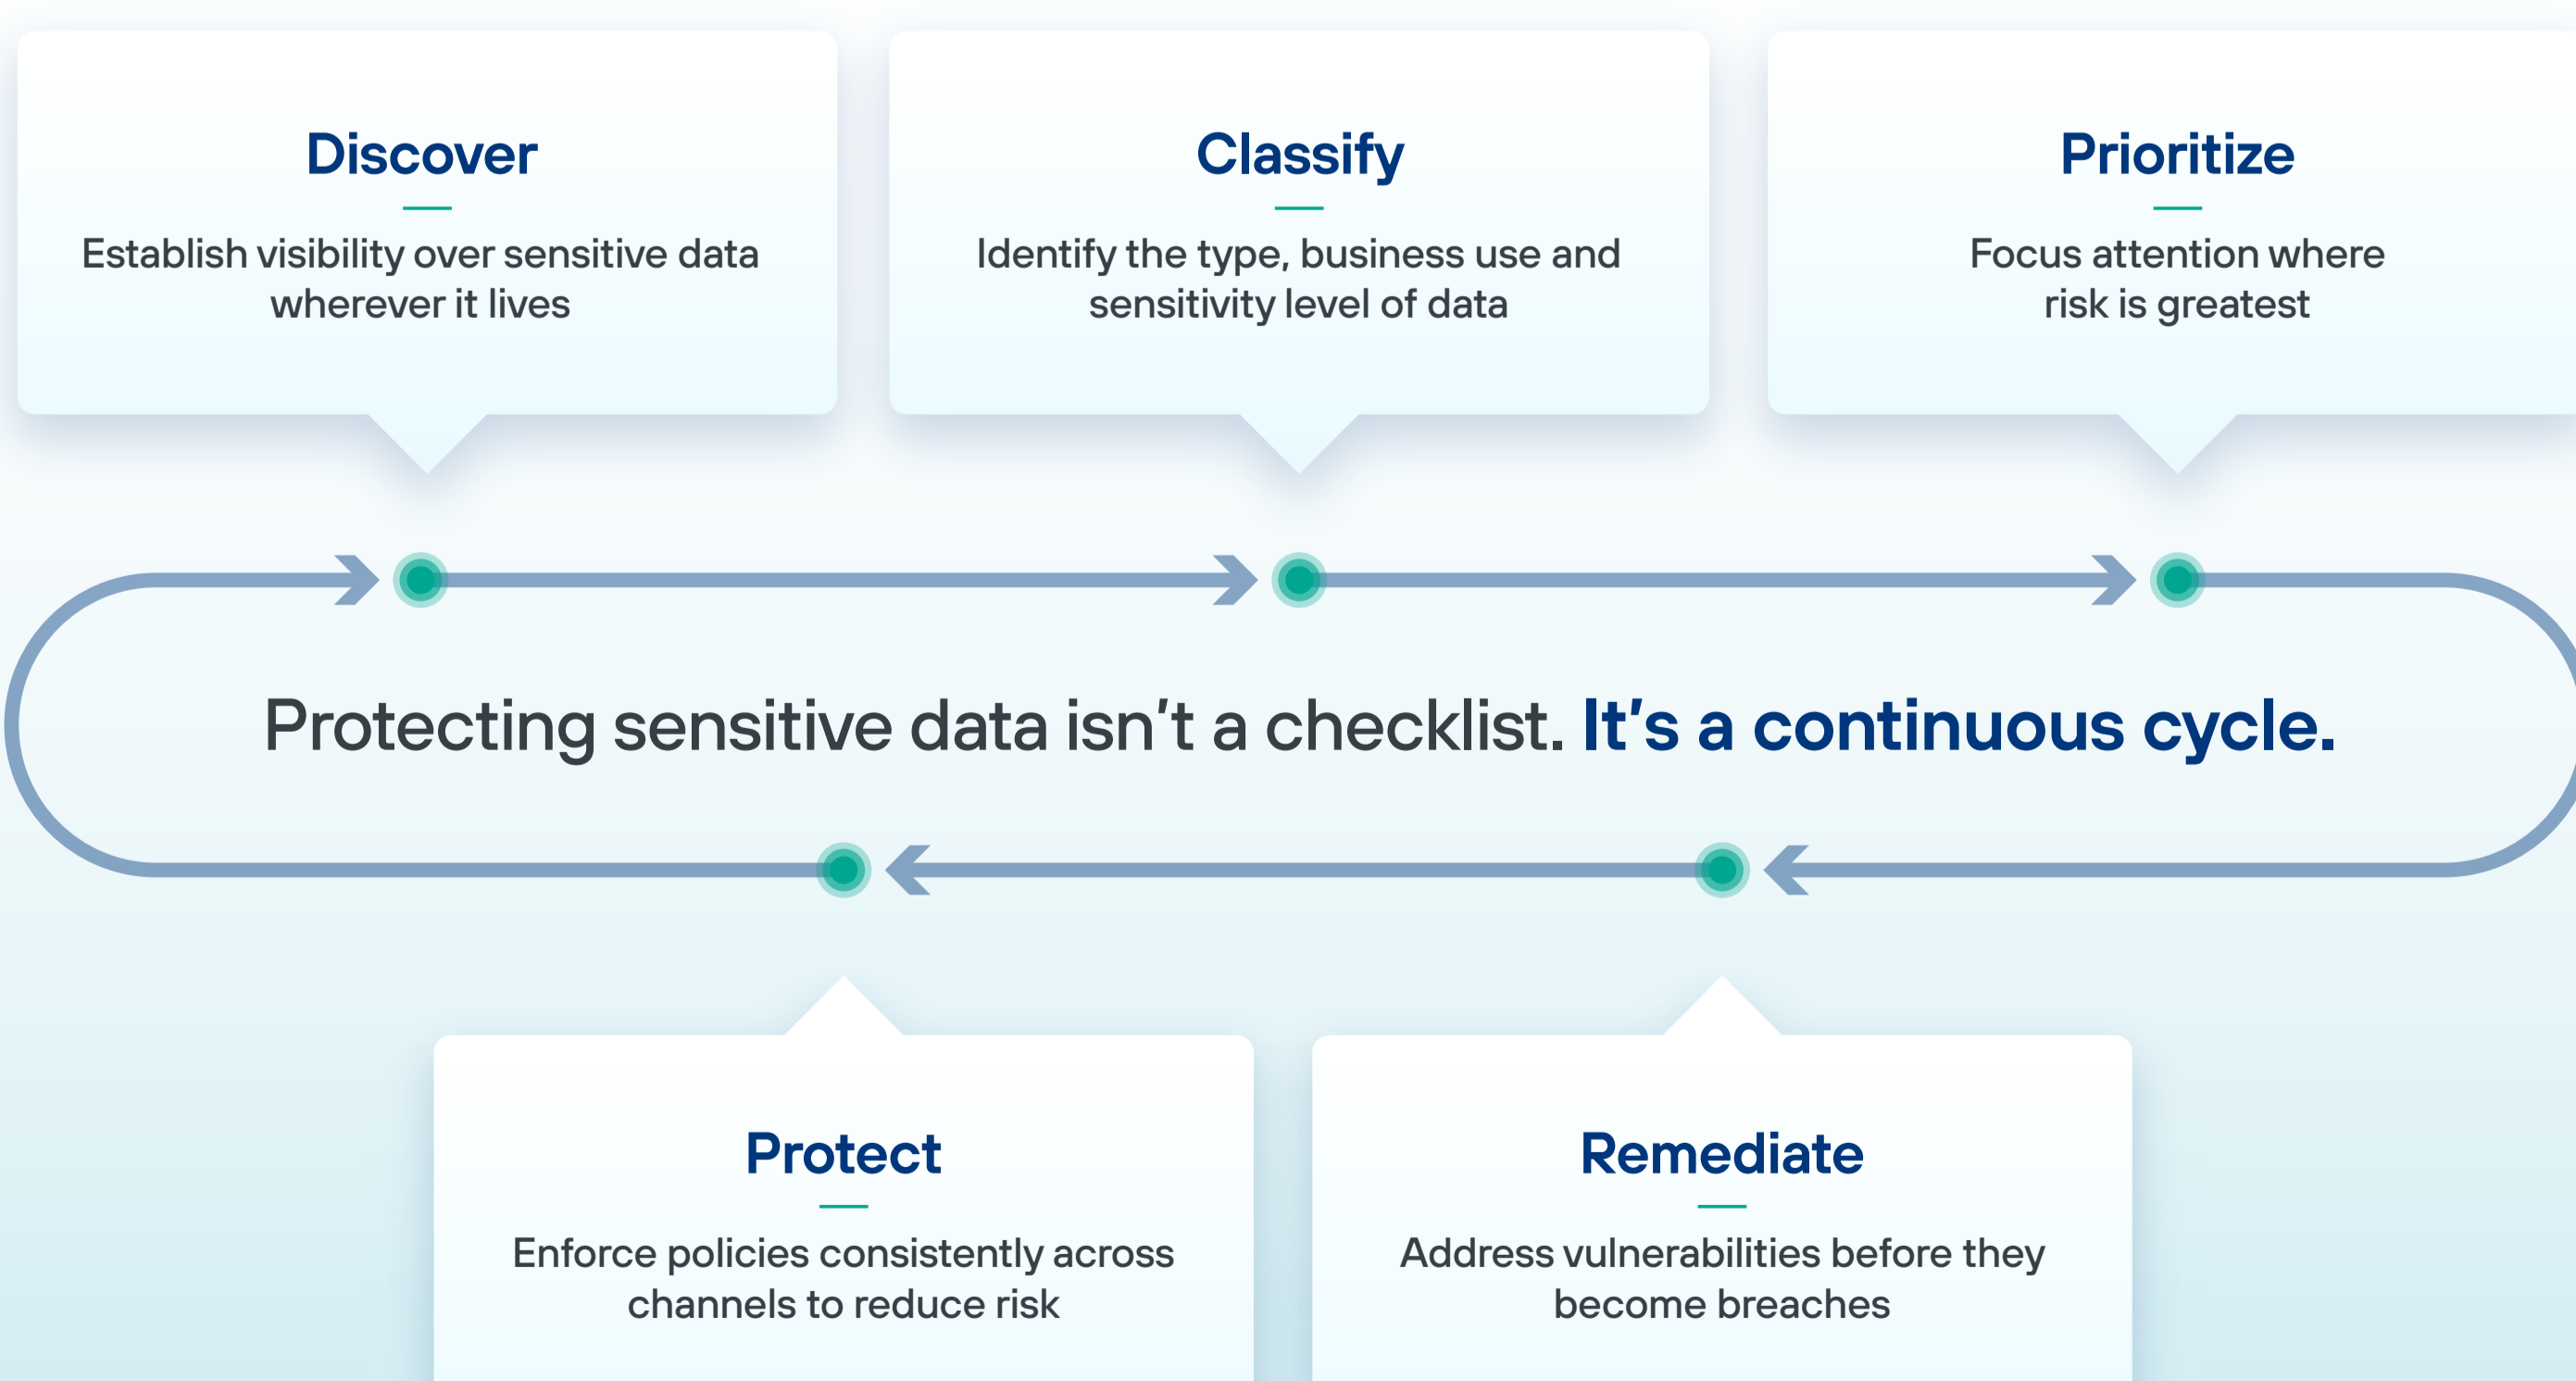 Discover
Establish visibility over sensitive data
wherever it lives
Classify
Identify the type, business use and
sensitivity level of data
Prioritize
Focus attention where
risk is greatest
Protecting sensitive data isn’t a checklist. It’s a continuous cycle.
Protect
Enforce policies consistently across
channels to reduce risk
Remediate
Address vulnerabilities before they
become breaches